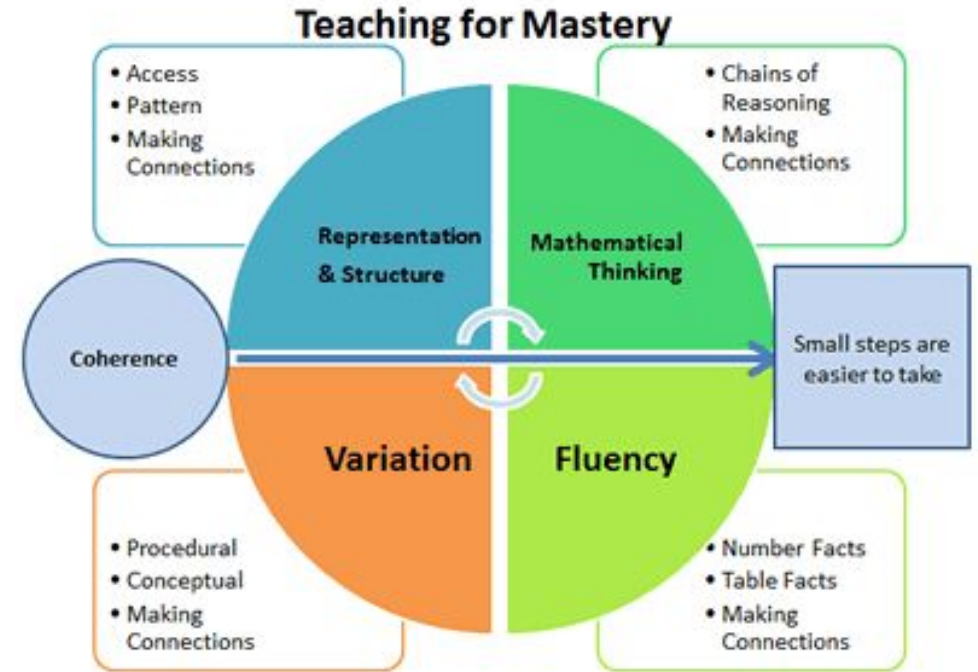 Teaching for Mastery
• Access
• Pattern
• Making
Connections
• Chains of
Reasoning
• Making
Connections
Representation
& Structure
Mathematical
Thinking
Coherence
Small steps are
easier to take
Variation
Fluency
• Procedural
• Conceptual
• Making
Connections
• Number Facts
• Table Facts
• Making
Connections